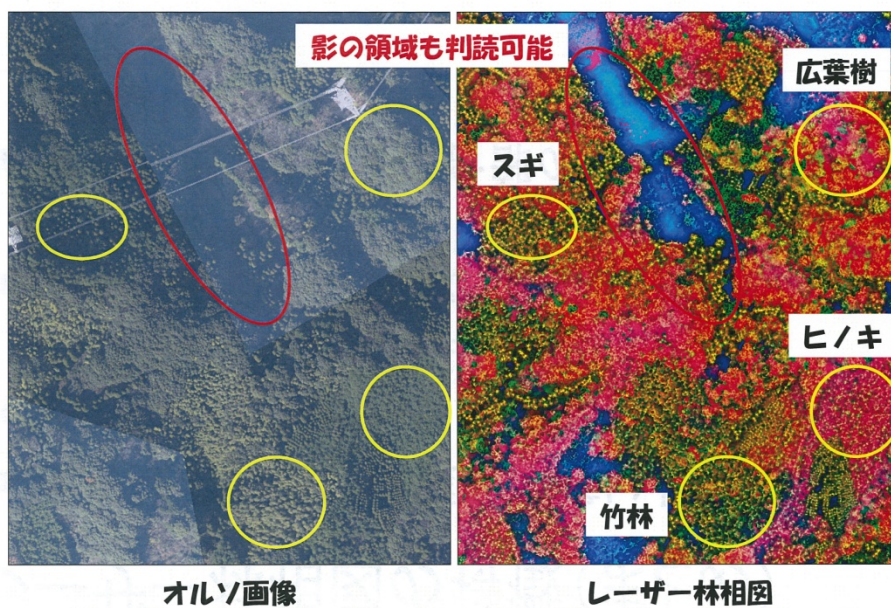 影の領域も判読可能
広葉樹
スギ
ヒノキ
竹林
オルソ画像
レーザー林相図